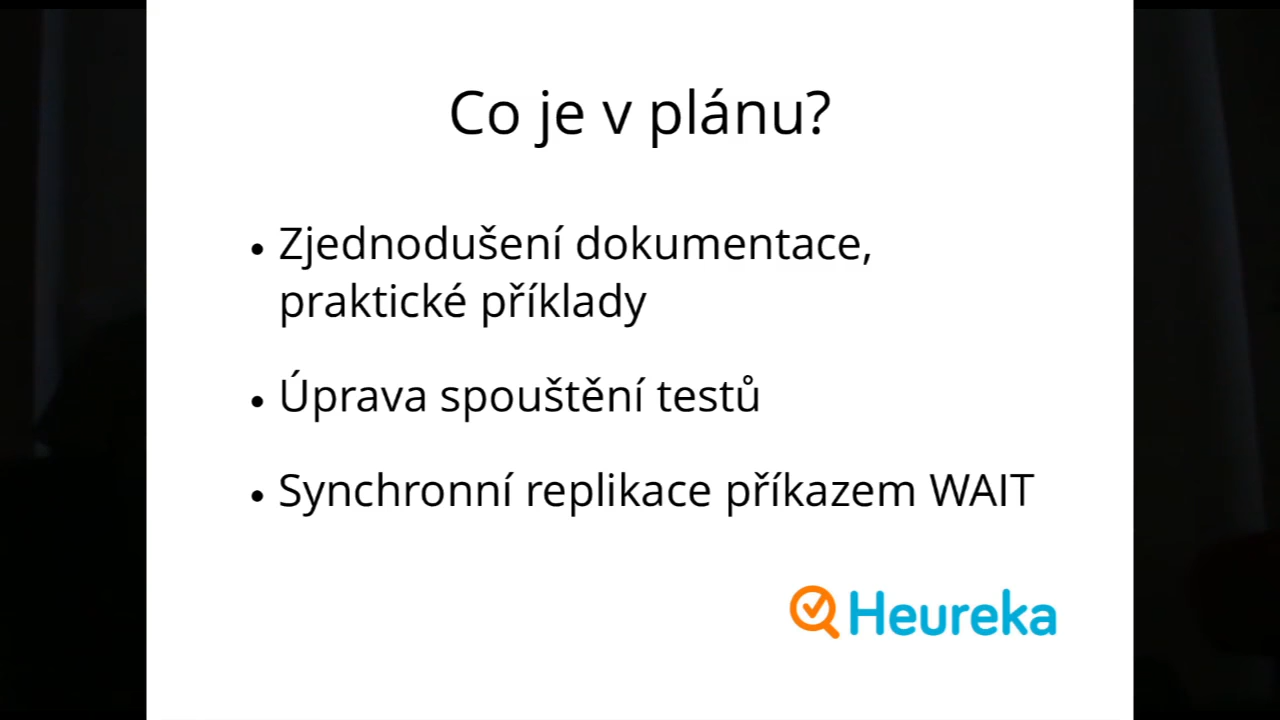 Co je v plánu?
• Zjednodušení dokumentace,
praktické příklady
• Úprava spouštění testů
• Synchronní replikace příkazem WAIT
Heureka